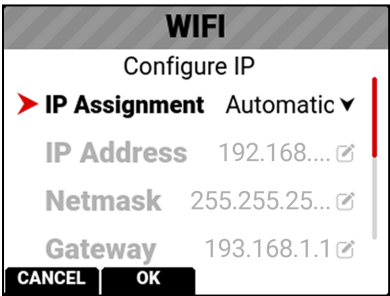 WIFI
Configure IP
IP Assignment Automatic
IP Address 192.168....
Netmask 255.255.25...
Gateway 193.168.1.1
CANCEL OK